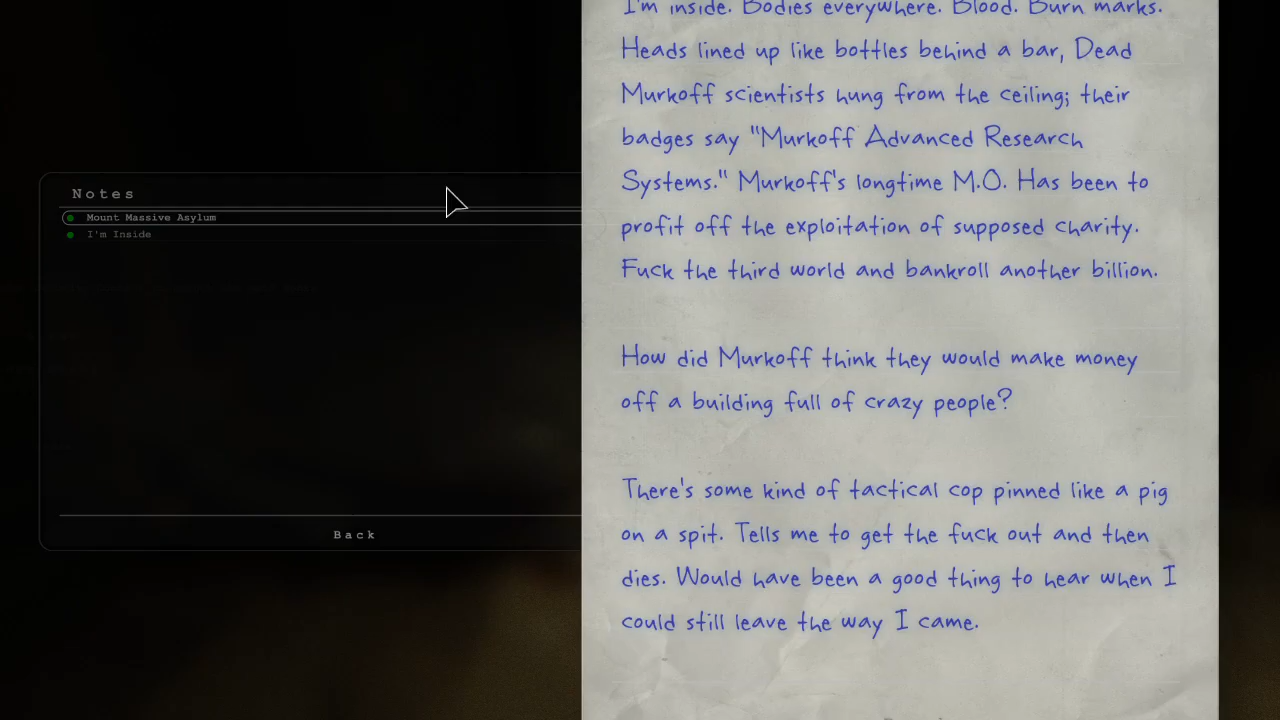 Notes
Mount Massive Asylum
I'm Inside
Back
I'm inside. Bodies everywhere. Blood. Burn marks.
Heads lined up like bottles behind a bar, Dead
Murkoff scientists hung from the ceiling; their
badges say "Murkoff Advanced Research
Systems." Murkoff's longtime M.O. Has been to
profit off the exploitation of supposed charity.
Fuck the third world and bankroll another billion.
How did Murkoff think they would make money
off a building full of crazy people?
There's some kind of tactical cop pinned like a pig
on a spit. Tells me to get the fuck out and then
dies. Would have been a good thing to hear when I
could still leave the way I came.